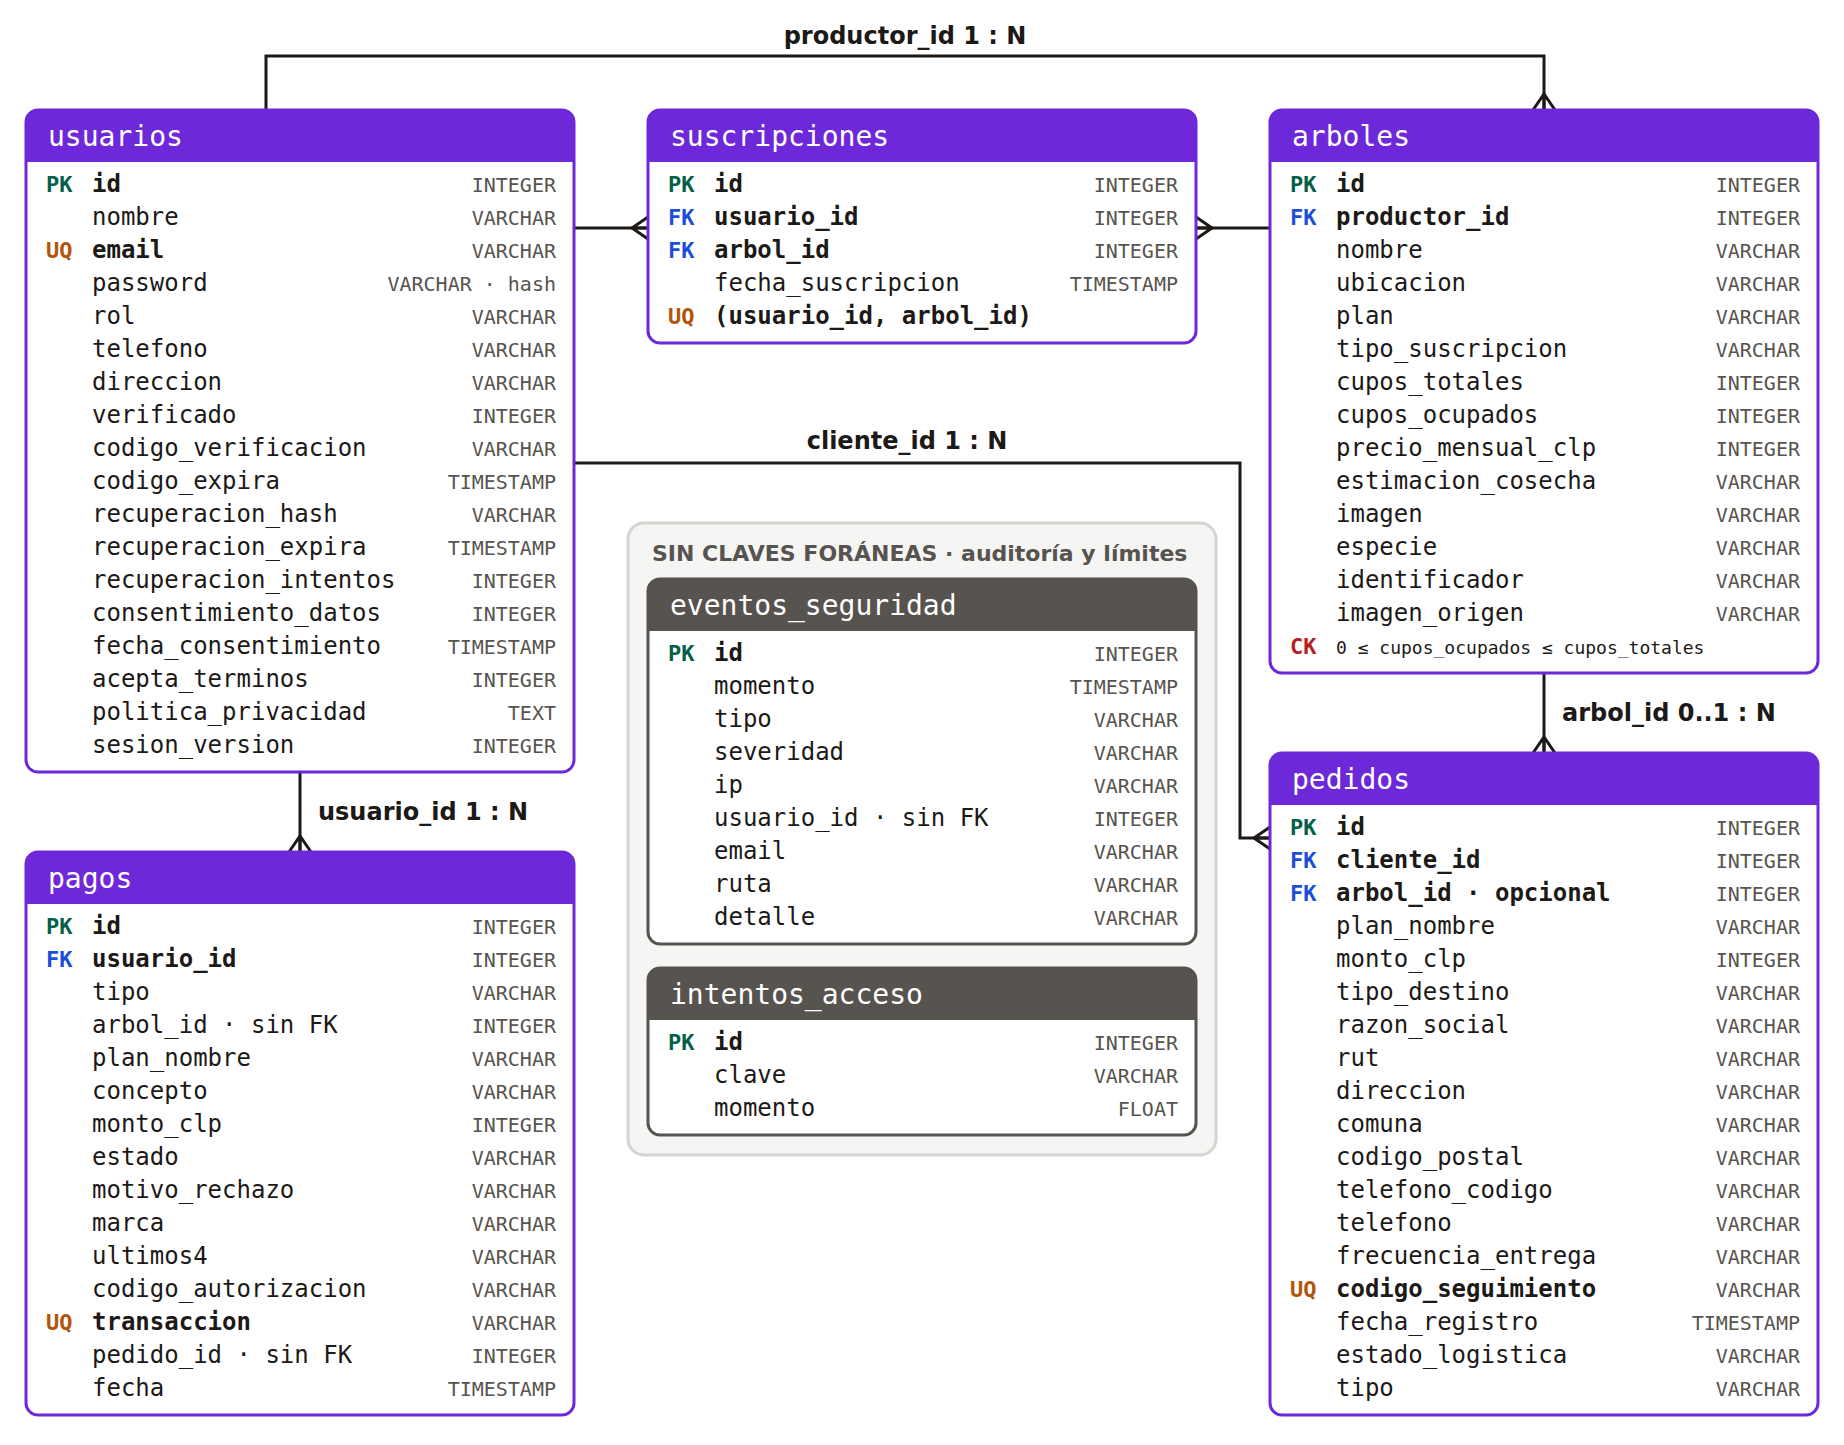 productor_id 1 : N
usuarios
PK id INTEGER
nombre VARCHAR
UQ email VARCHAR
password VARCHAR · hash
rol VARCHAR
telefono VARCHAR
direccion VARCHAR
verificado INTEGER
codigo_verificacion VARCHAR
codigo_expira TIMESTAMP
recuperacion_hash VARCHAR
recuperacion_expira TIMESTAMP
recuperacion_intentos INTEGER
consentimiento_datos INTEGER
fecha_consentimiento TIMESTAMP
acepta_terminos INTEGER
politica_privacidad TEXT
sesion_version INTEGER
suscripciones
PK id INTEGER
FK usuario_id INTEGER
FK arbol_id INTEGER
fecha_suscripcion TIMESTAMP
UQ (usuario_id, arbol_id)
arboles
PK id INTEGER
FK productor_id INTEGER
nombre VARCHAR
ubicacion VARCHAR
plan VARCHAR
tipo_suscripcion VARCHAR
cupos_totales INTEGER
cupos_ocupados INTEGER
precio_mensual_clp INTEGER
estimacion_cosecha VARCHAR
imagen VARCHAR
especie VARCHAR
identificador VARCHAR
imagen_origen VARCHAR
CK 0 ≤ cupos_ocupados ≤ cupos_totales
cliente_id 1 : N
SIN CLAVES FORÁNEAS · auditoría y límites
eventos_seguridad
PK id INTEGER
momento TIMESTAMP
tipo VARCHAR
severidad VARCHAR
ip VARCHAR
usuario_id · sin FK INTEGER
email VARCHAR
ruta VARCHAR
detalle VARCHAR
intentos_acceso
PK id INTEGER
clave VARCHAR
momento FLOAT
usuario_id 1 : N
pagos
PK id INTEGER
FK usuario_id INTEGER
tipo VARCHAR
arbol_id · sin FK INTEGER
plan_nombre VARCHAR
concepto VARCHAR
monto_clp INTEGER
estado VARCHAR
motivo_rechazo VARCHAR
marca VARCHAR
ultimos4 VARCHAR
codigo_autorizacion VARCHAR
UQ transaccion VARCHAR
pedido_id · sin FK INTEGER
fecha TIMESTAMP
arbol_id 0..1 : N
pedidos
PK id INTEGER
FK cliente_id INTEGER
FK arbol_id · opcional INTEGER
plan_nombre VARCHAR
monto_clp INTEGER
tipo_destino VARCHAR
razon_social VARCHAR
rut VARCHAR
direccion VARCHAR
comuna VARCHAR
codigo_postal VARCHAR
telefono_codigo VARCHAR
telefono VARCHAR
frecuencia_entrega VARCHAR
UQ codigo_seguimiento VARCHAR
fecha_registro TIMESTAMP
estado_logistica VARCHAR
tipo VARCHAR